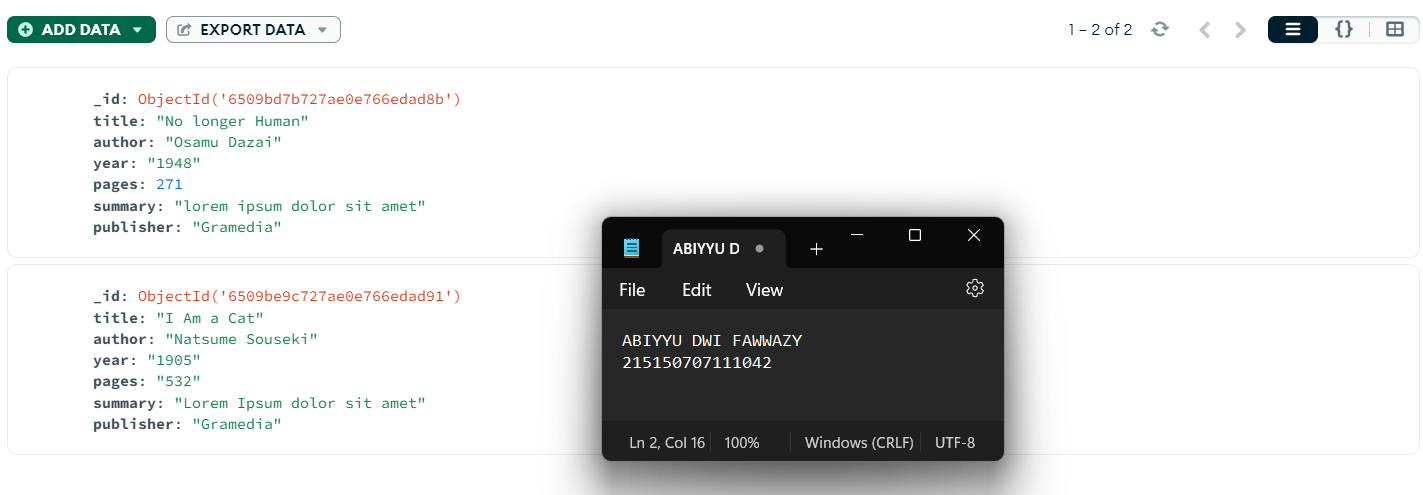 ADD DATA
EXPORT DATA
1 – 2 of 2
{}
_id: ObjectId('6509bd7b727ae0e766edad8b')
title: "No longer Human"
author: "Osamu Dazai"
year: "1948"
pages: 271
summary: "lorem ipsum dolor sit amet"
publisher: "Gramedia"
_id: ObjectId('6509be9c727ae0e766edad91')
title: "I Am a Cat"
author: "Natsume Souseki"
year: "1905"
pages: "532"
summary: "Lorem Ipsum dolor sit amet"
publisher: "Gramedia"
ABIYYU D
File Edit View
ABIYYU DWI FAWWAZY
215150707111042
Ln 2, Col 16 100% Windows (CRLF) UTF-8